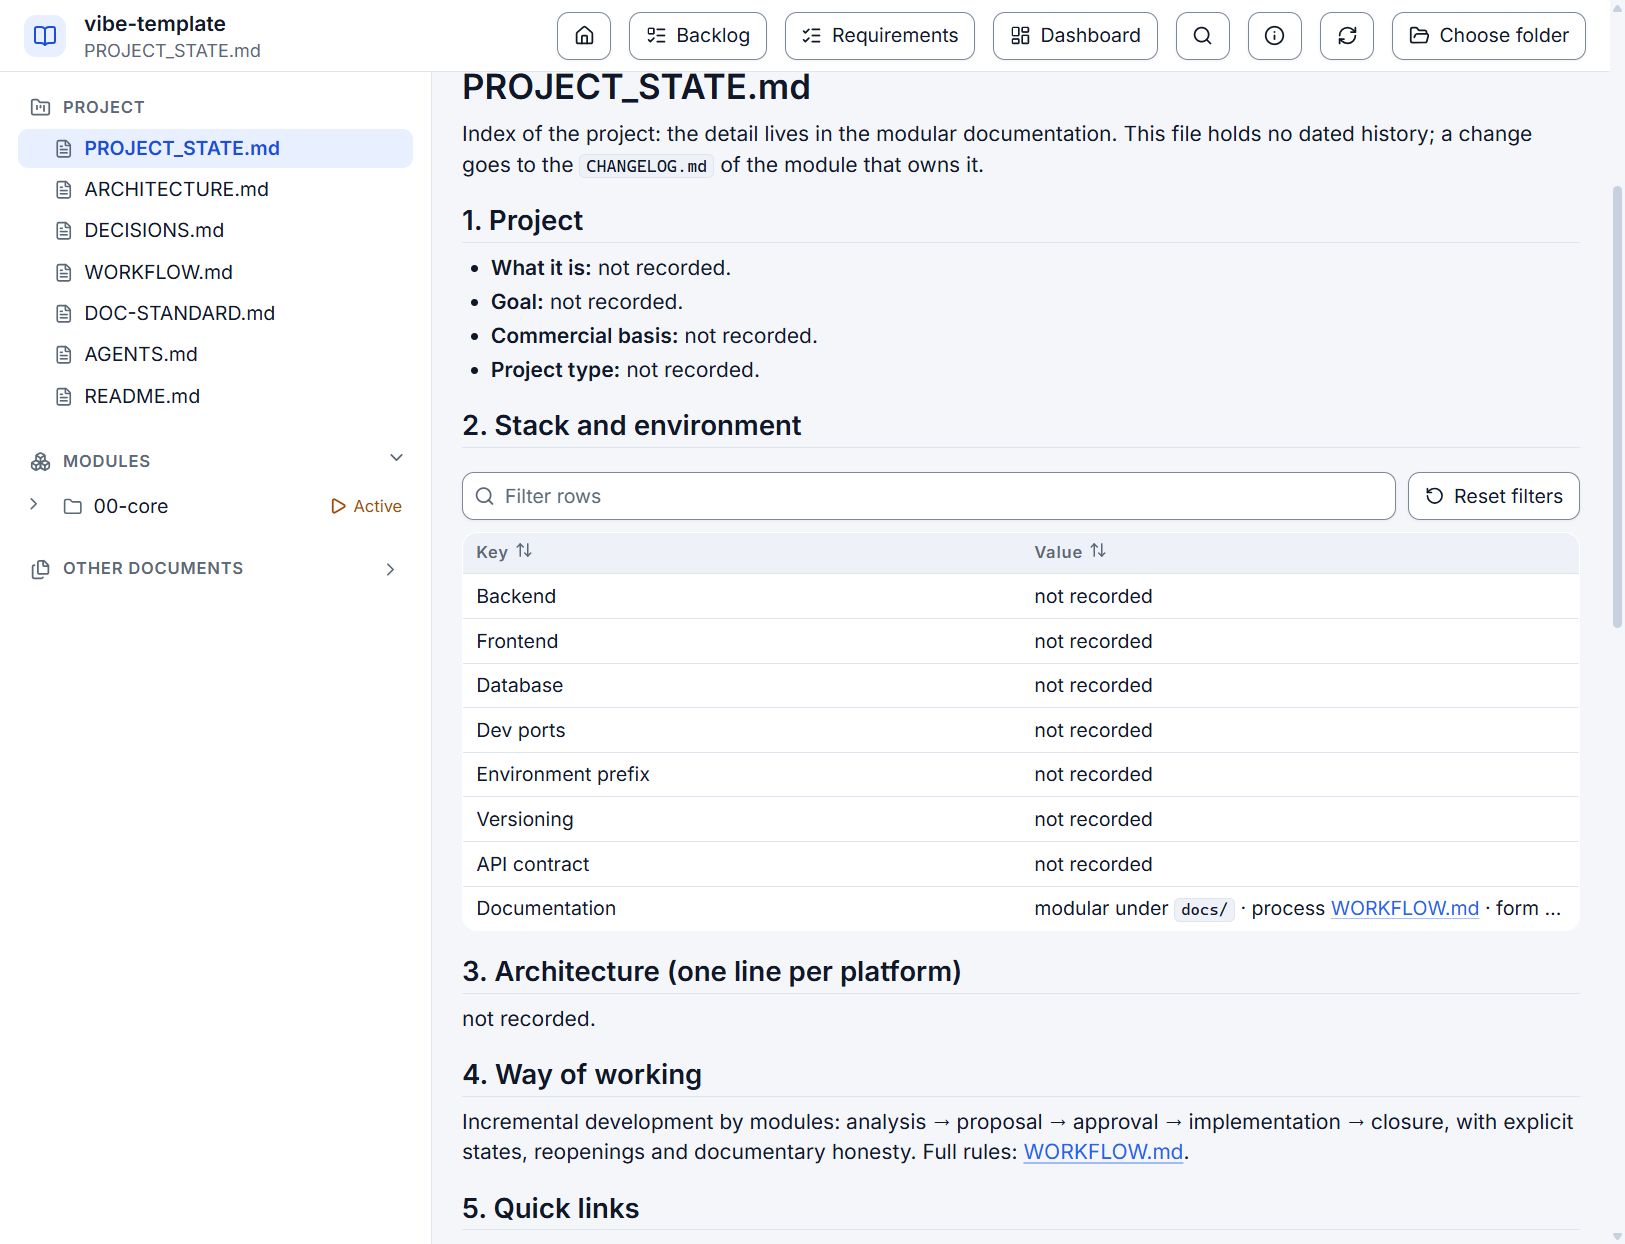 vibe-template
PROJECT_STATE.md
Backlog
Requirements
Dashboard
Choose folder
PROJECT
PROJECT_STATE.md
ARCHITECTURE.md
DECISIONS.md
WORKFLOW.md
DOC-STANDARD.md
AGENTS.md
README.md
MODULES
00-core
Active
OTHER DOCUMENTS
PROJECT_STATE.md
Index of the project: the detail lives in the modular documentation. This file holds no dated history; a change
goes to the CHANGELOG.md of the module that owns it.
1. Project
• What it is: not recorded.
• Goal: not recorded.
• Commercial basis: not recorded.
• Project type: not recorded.
2. Stack and environment
Filter rows
Reset filters
Key Value
Backend not recorded
Frontend not recorded
Database not recorded
Dev ports not recorded
Environment prefix not recorded
Versioning not recorded
API contract not recorded
Documentation modular under docs/ · process WORKFLOW.md · form ...
3. Architecture (one line per platform)
not recorded.
4. Way of working
Incremental development by modules: analysis → proposal → approval → implementation → closure, with explicit
states, reopenings and documentary honesty. Full rules: WORKFLOW.md.
5. Quick links